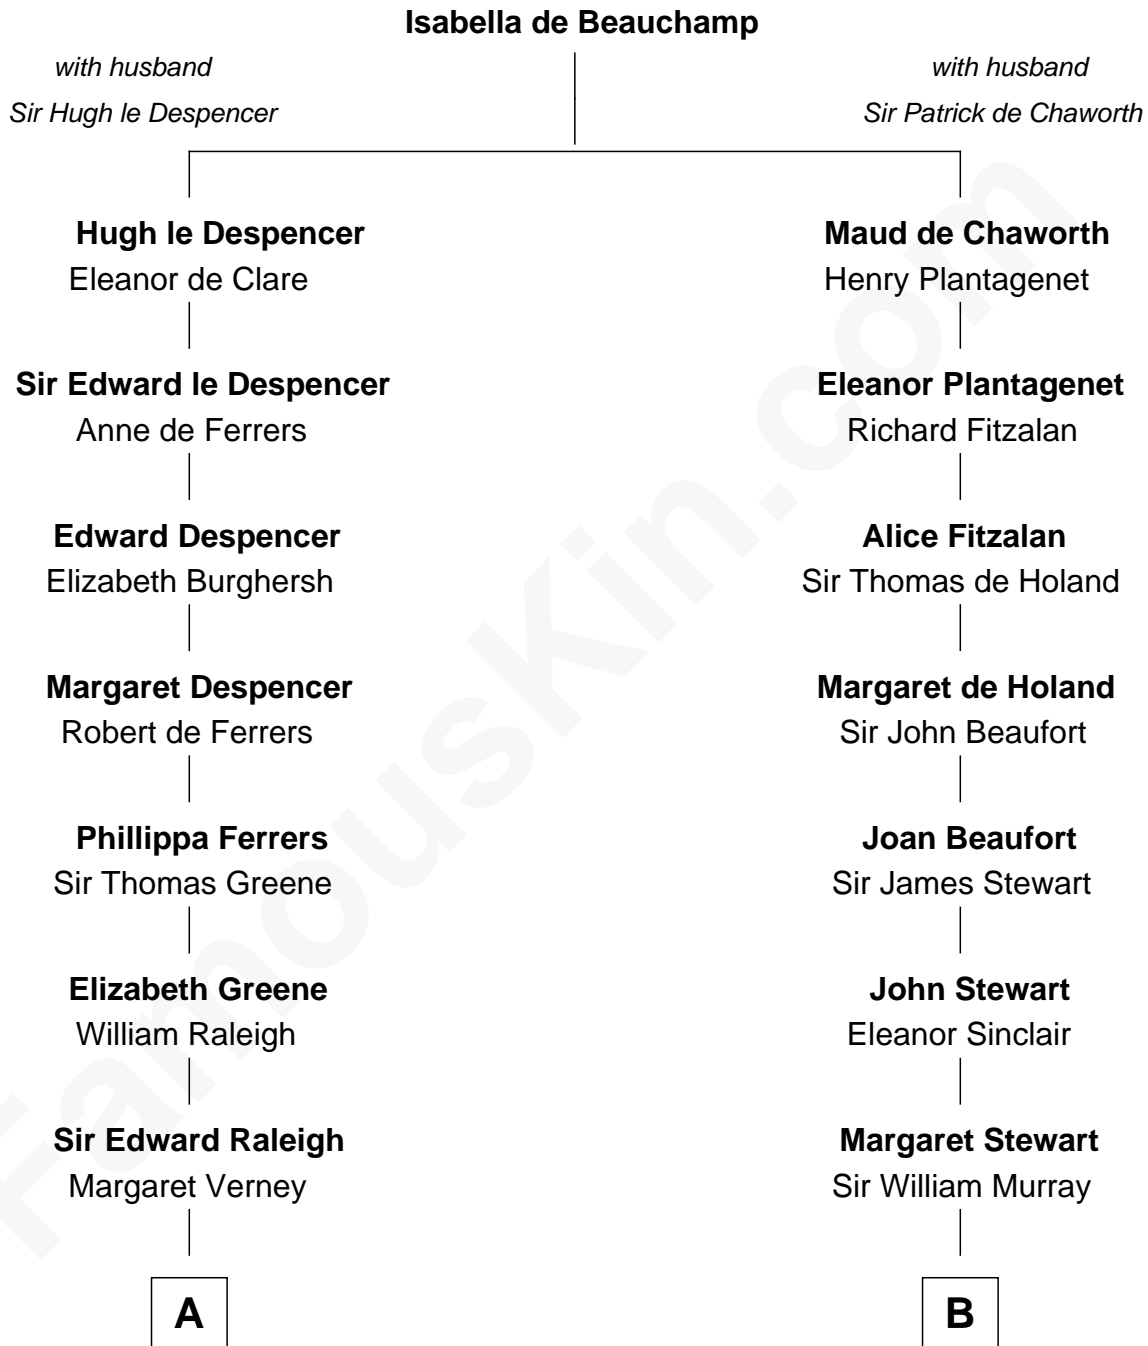 Isabella de Beauchamp
with husband
Sir Hugh le Despencer
with husband
Sir Patrick de Chaworth
Hugh le Despencer
Eleanor de Clare
Sir Edward le Despencer
Anne de Ferrers
Edward Despencer
Elizabeth Burghersh
Margaret Despencer
Robert de Ferrers
Phillippa Ferrers
Sir Thomas Greene
Elizabeth Greene
William Raleigh
Sir Edward Raleigh
Margaret Verney
A
Maud de Chaworth
Henry Plantagenet
Eleanor Plantagenet
Richard Fitzalan
Alice Fitzalan
Sir Thomas de Holand
Margaret de Holand
Sir John Beaufort
Joan Beaufort
Sir James Stewart
John Stewart
Eleanor Sinclair
Margaret Stewart
Sir William Murray
B
FamousKin.com